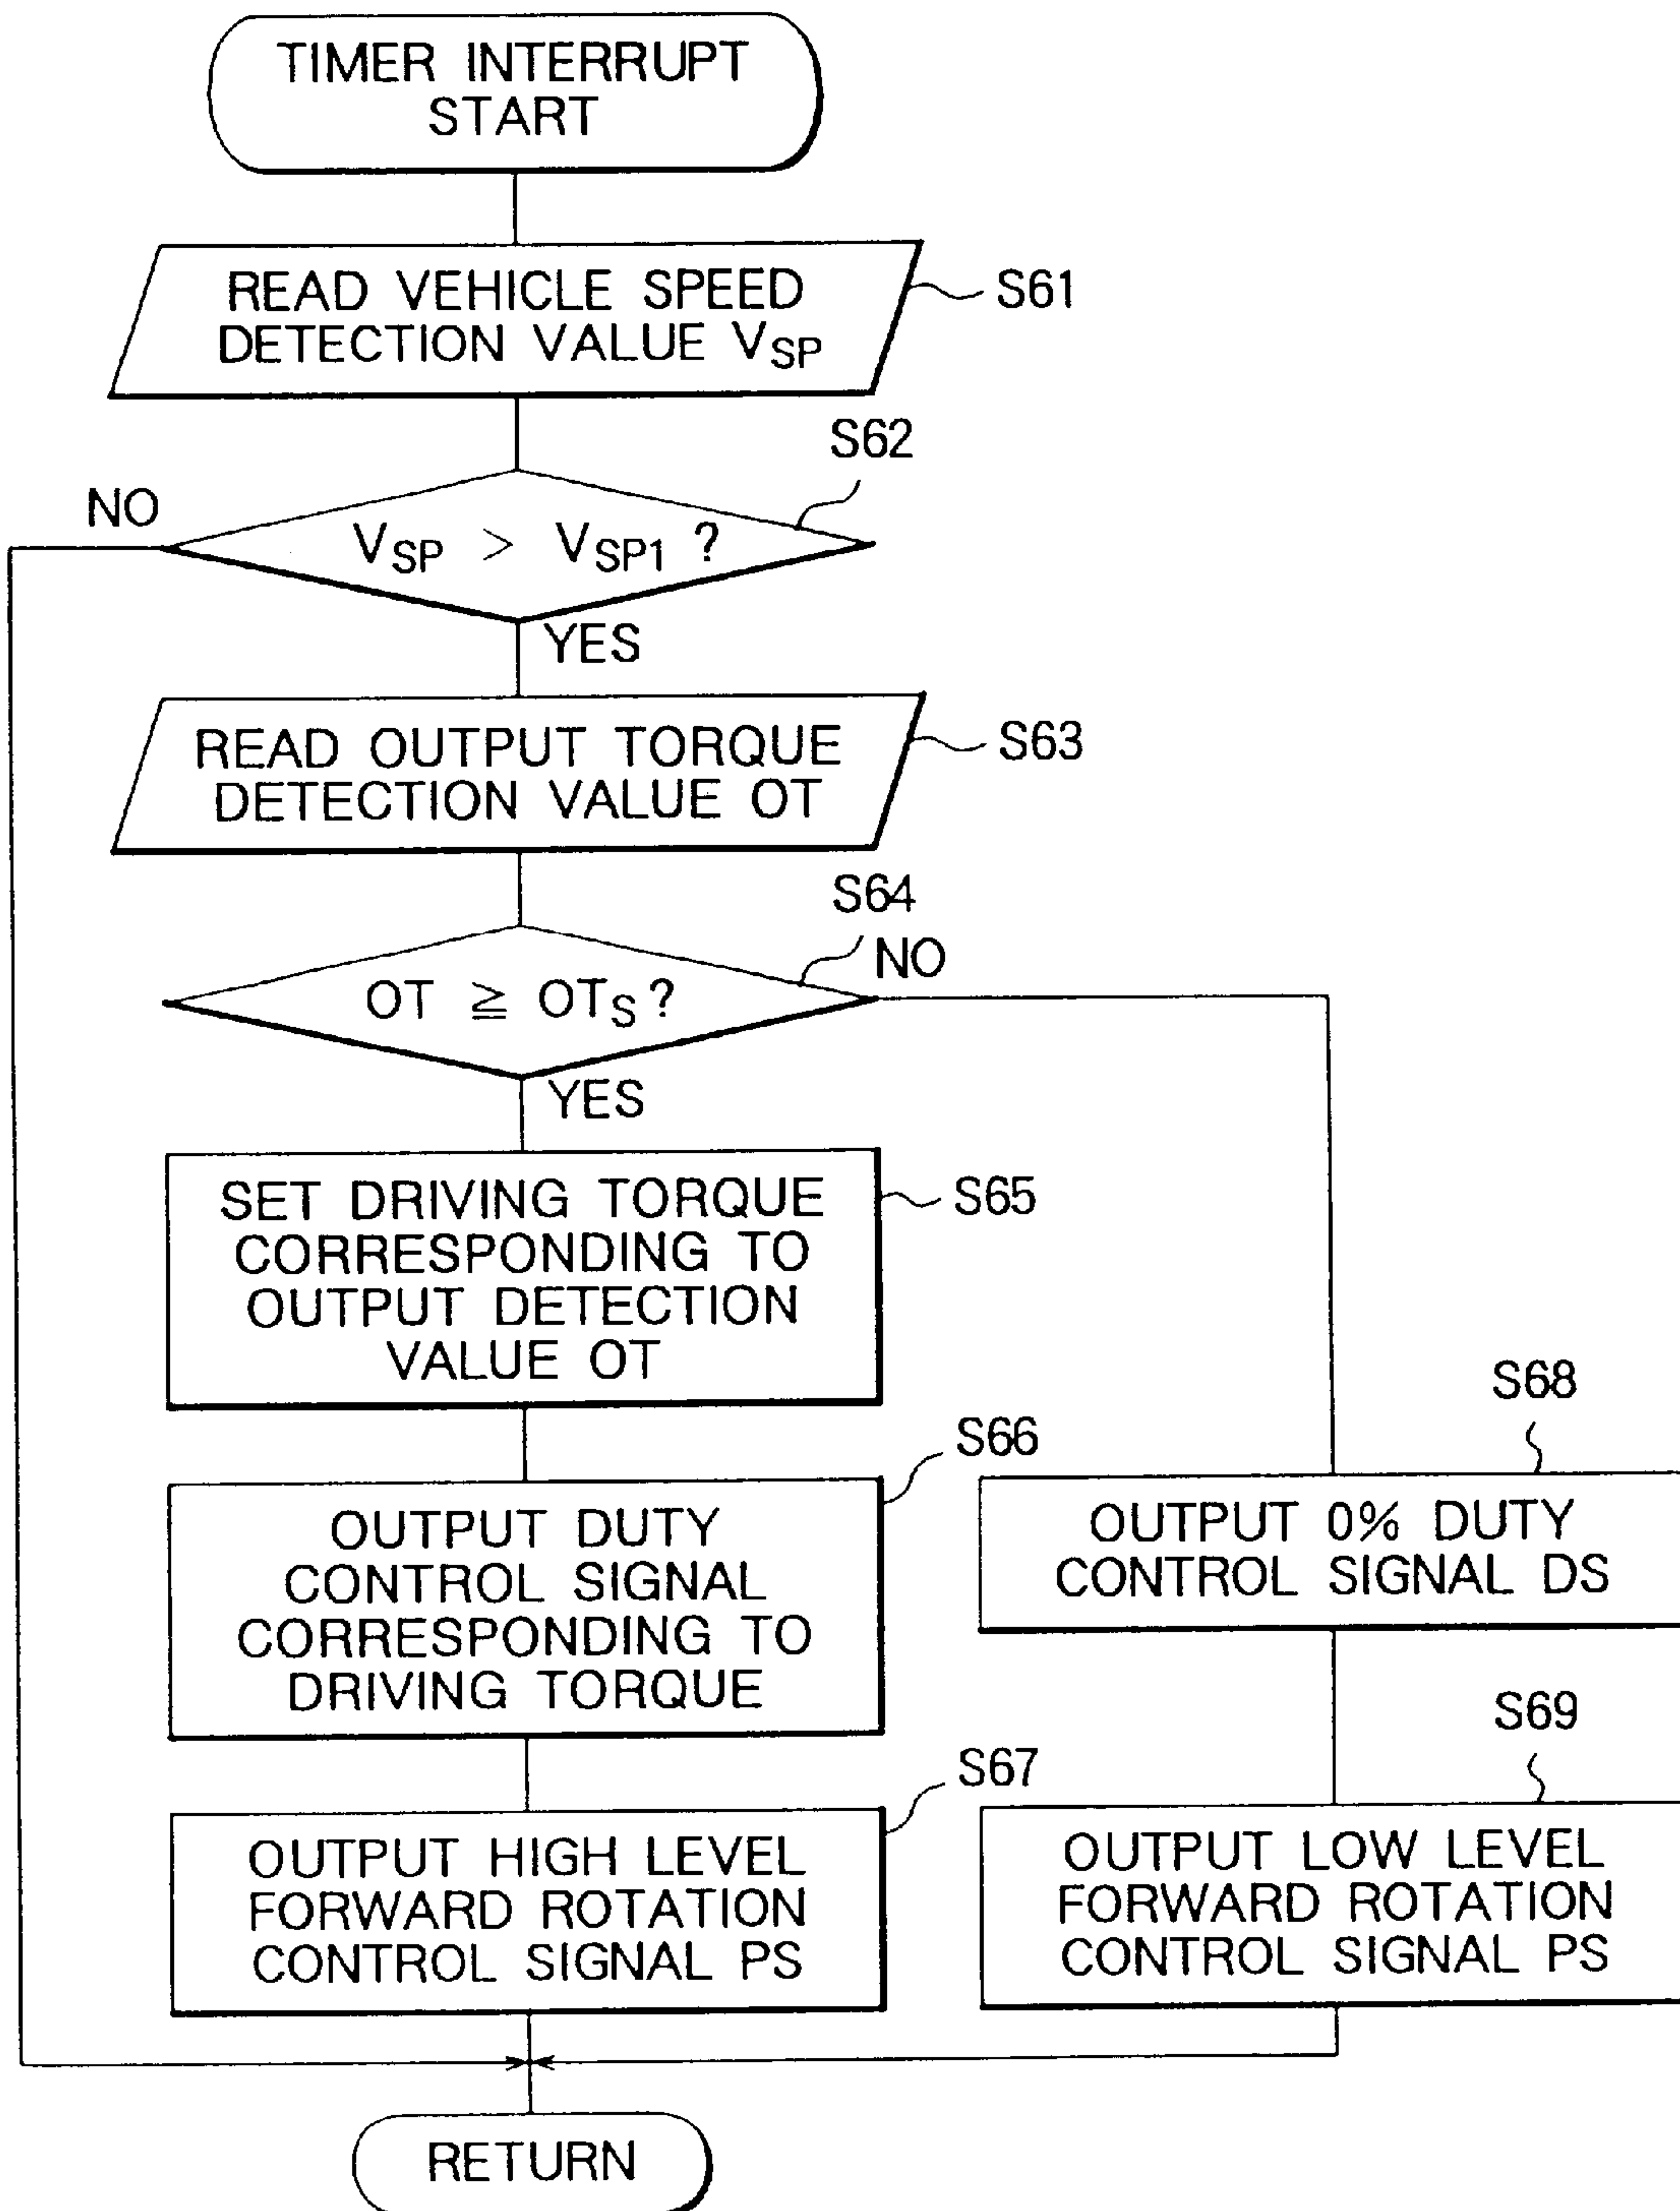 TIMER INTERRUPT
START
READ VEHICLE SPEED
DETECTION VALUE VSP
S61
S62
NO
VSP > VSP1 ?
YES
READ OUTPUT TORQUE
DETECTION VALUE OT
S63
S64
NO
OT ≧ OTS ?
YES
SET DRIVING TORQUE
CORRESPONDING TO
OUTPUT DETECTION
VALUE OT
S65
S66
OUTPUT DUTY
CONTROL SIGNAL
CORRESPONDING TO
DRIVING TORQUE
S67
OUTPUT HIGH LEVEL
FORWARD ROTATION
CONTROL SIGNAL PS
S68
OUTPUT 0% DUTY
CONTROL SIGNAL DS
S69
OUTPUT LOW LEVEL
FORWARD ROTATION
CONTROL SIGNAL PS
RETURN